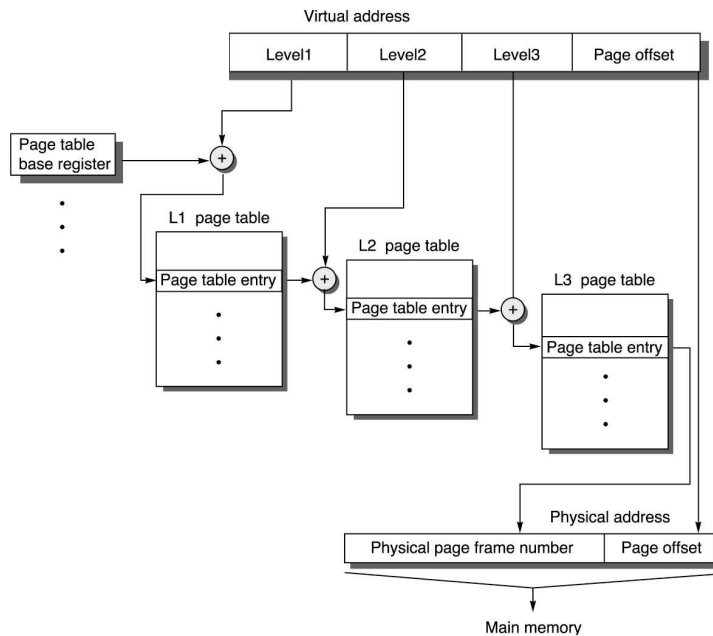 Virtual address
Level1
Level2
Level3
Page offset
Page table
base register
+
L1 page table
L2 page table
Page table entry
+
L3 page table
Page table entry
+
Page table entry
Physical address
Physical page frame number
Page offset
Main memory